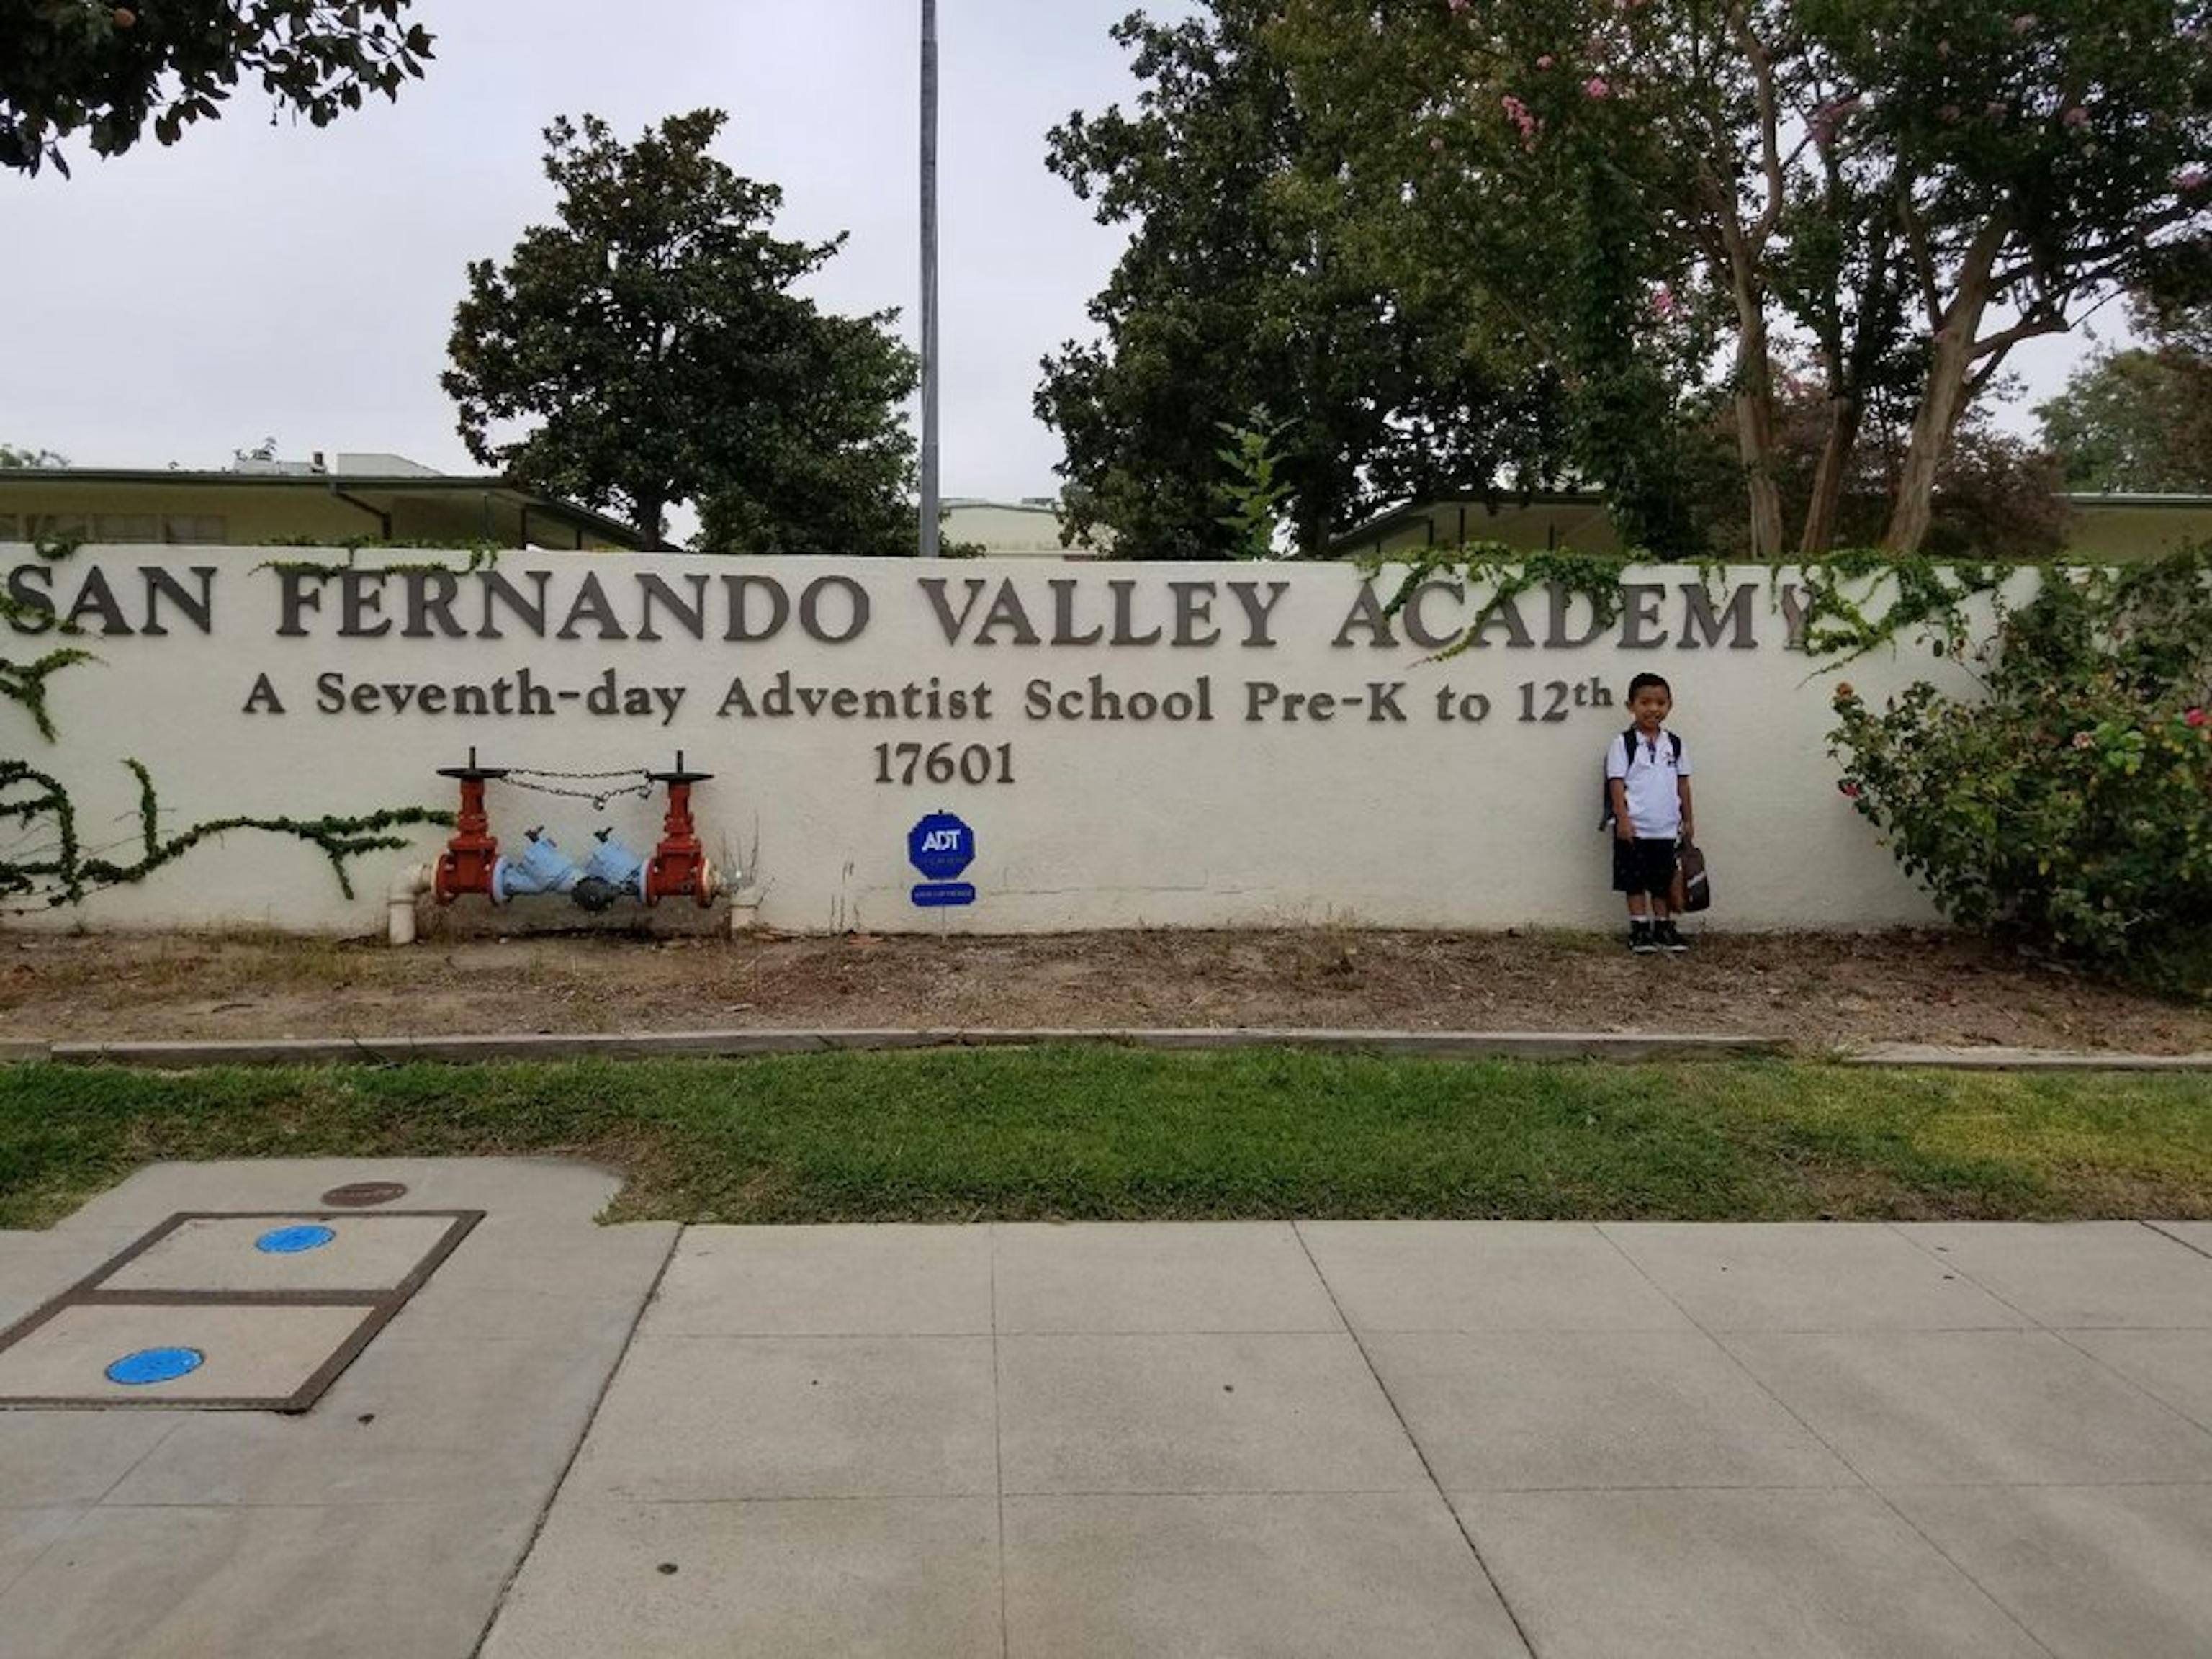 SAN FERNANDO VALLEY ACADEMY
A Seventh-day Adventist School Pre-K to 12th
17601
ADT